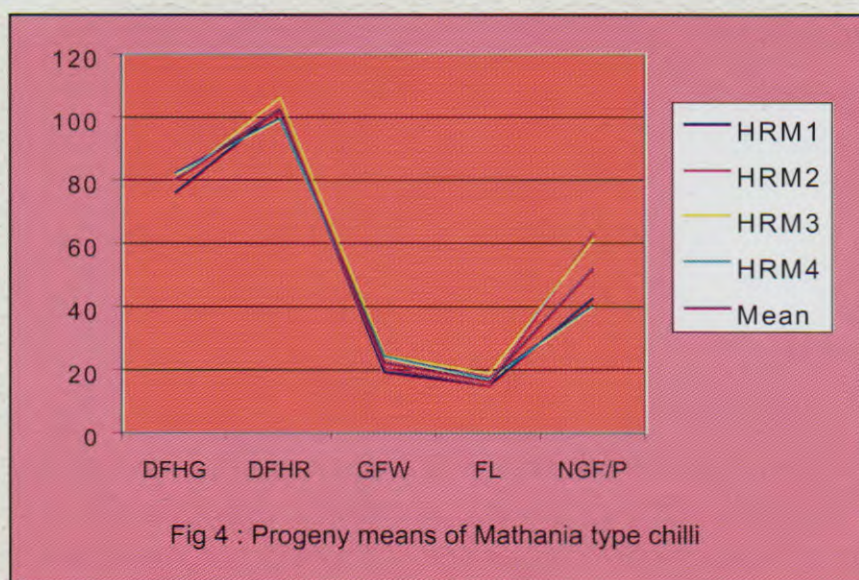 120
100
80
60
40
20
0
DFHG DFHR GFW FL NGF/P
HRM1
HRM2
HRM3
HRM4
Mean
Fig 4 : Progeny means of Mathania type chilli